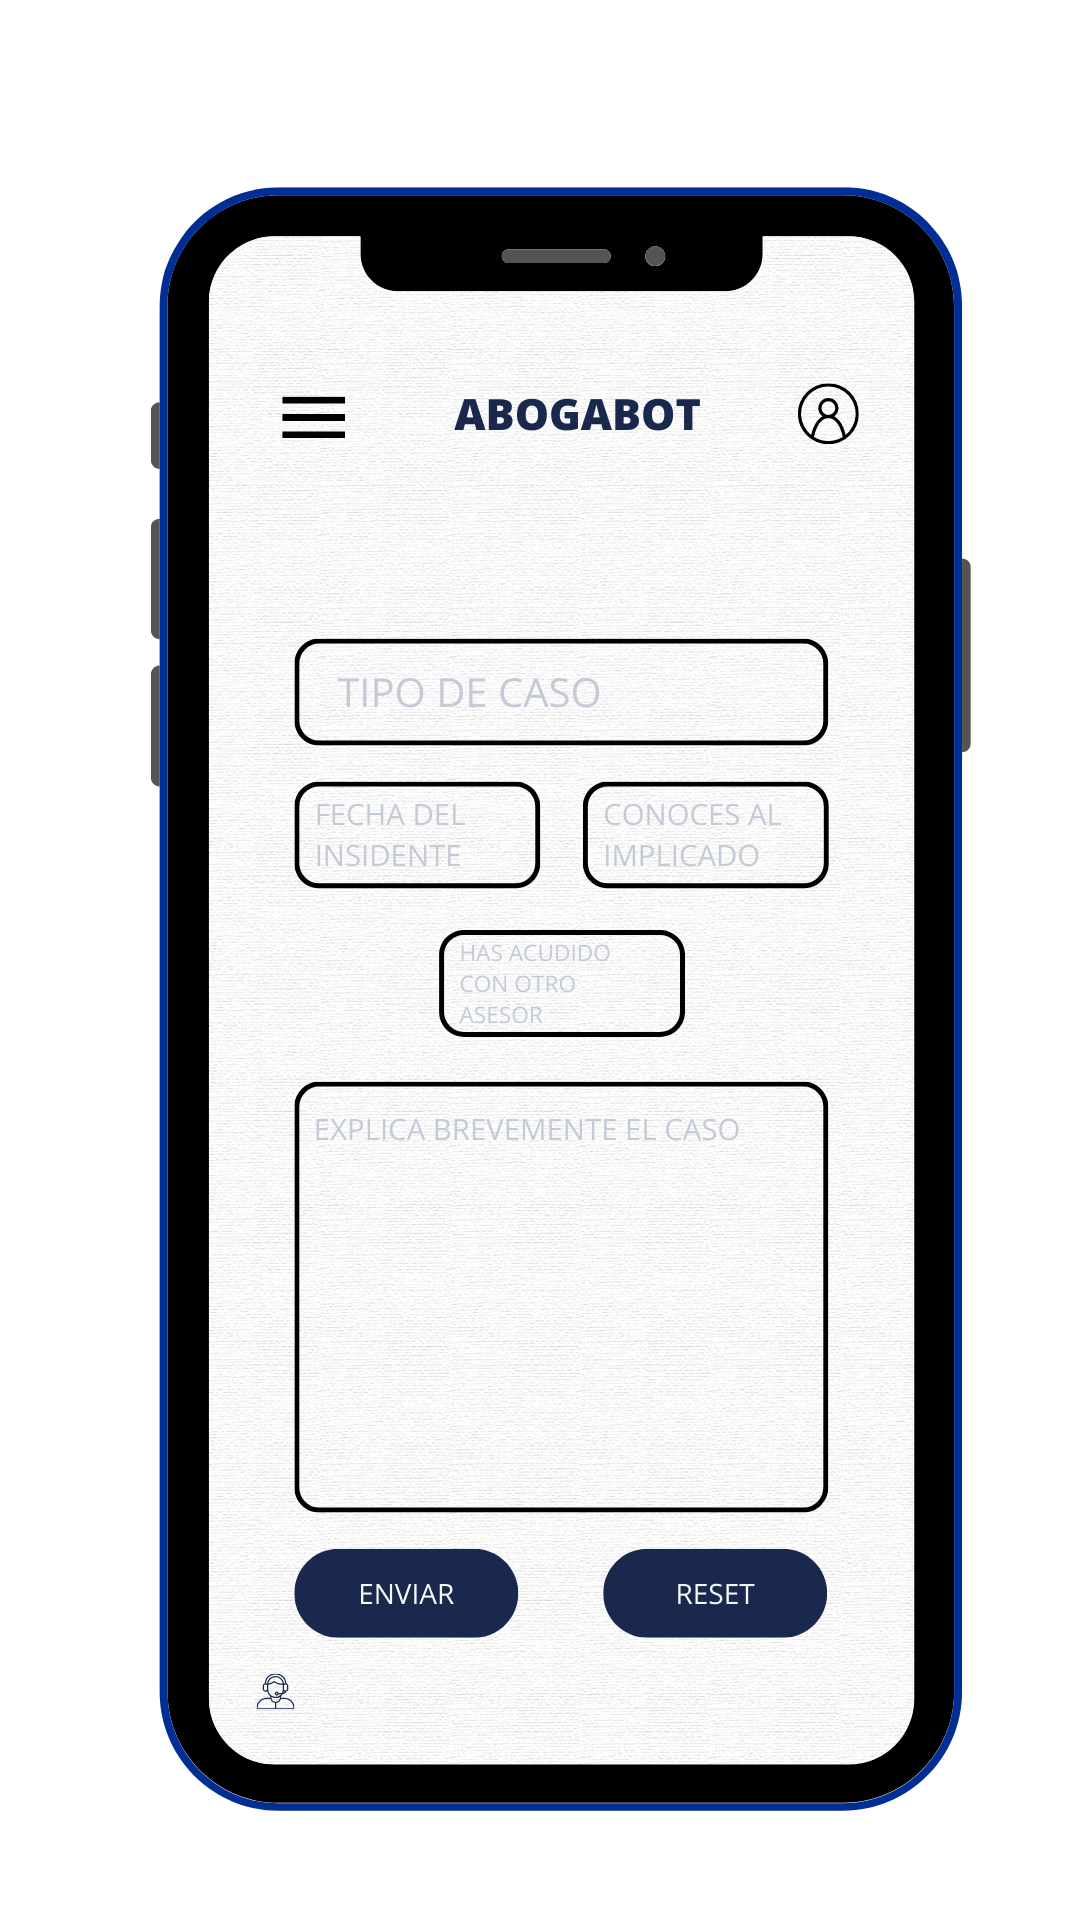 ABOGABOT
TIPO DE CASO
FECHA DEL
INSIDENTE
CONOCES AL
IMPLICADO
HAS ACUDIDO
CON OTRO
ASESOR
EXPLICA BREVEMENTE EL CASO
ENVIAR
RESET